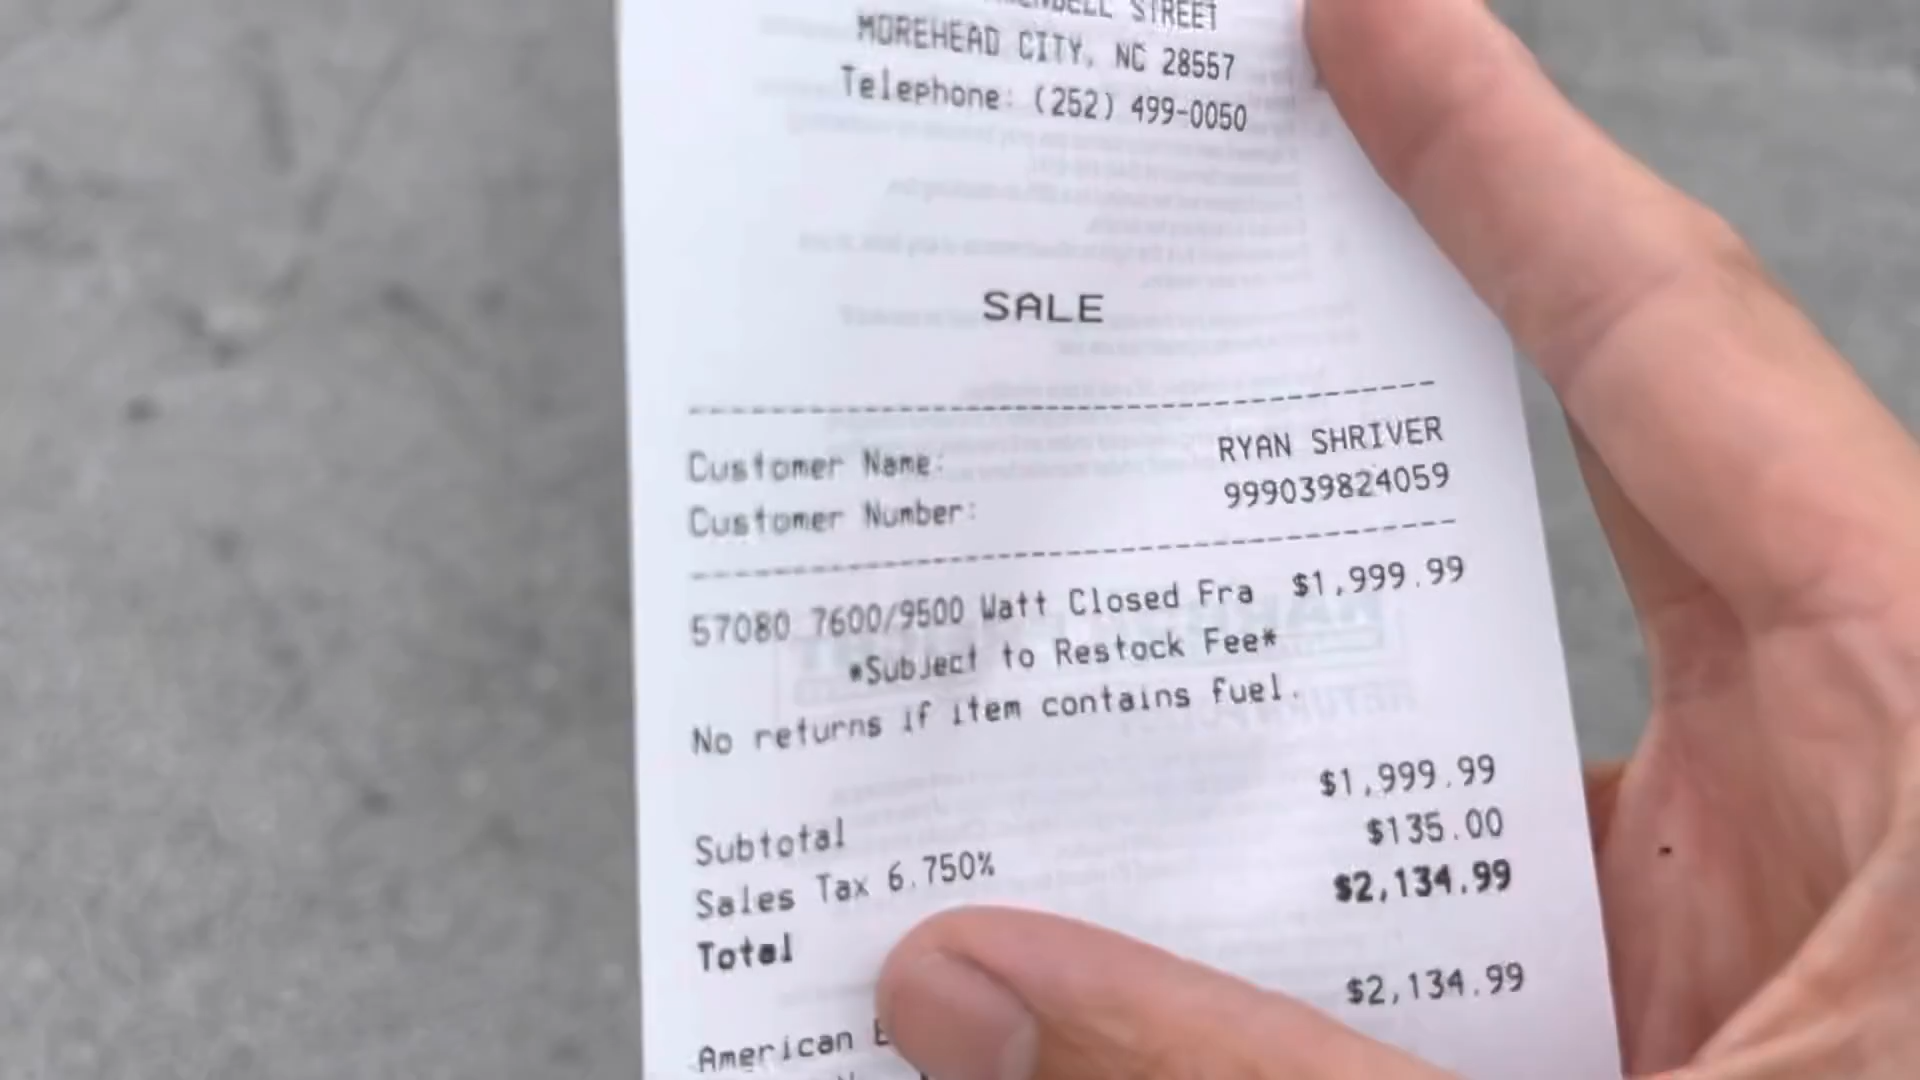 STREET
MOREHEAD CITY, NC 28557
Telephone: (252) 499-0050
SALE
Customer Name: RYAN SHRIVER
Customer Number: 999039824059
57080 7600/9500 Watt Closed Fra $1,999.99
*Subject to Restock Fee*
No returns if item contains fuel.
Subtotal $1,999.99
Sales Tax 6.750% $135.00
Total $2,134.99
American $2,134.99